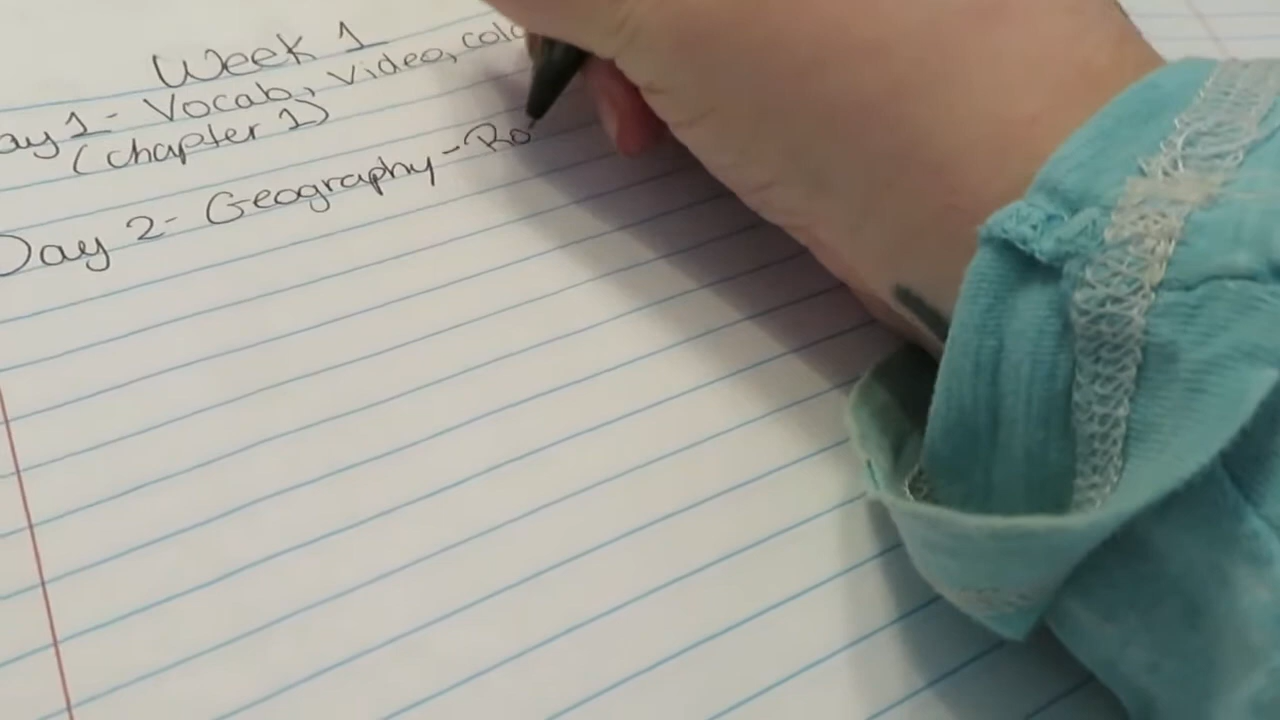 Week 1
ay 1- Vocab, Video, colo
(Chapter 1)
Day 2- Geography- Ro